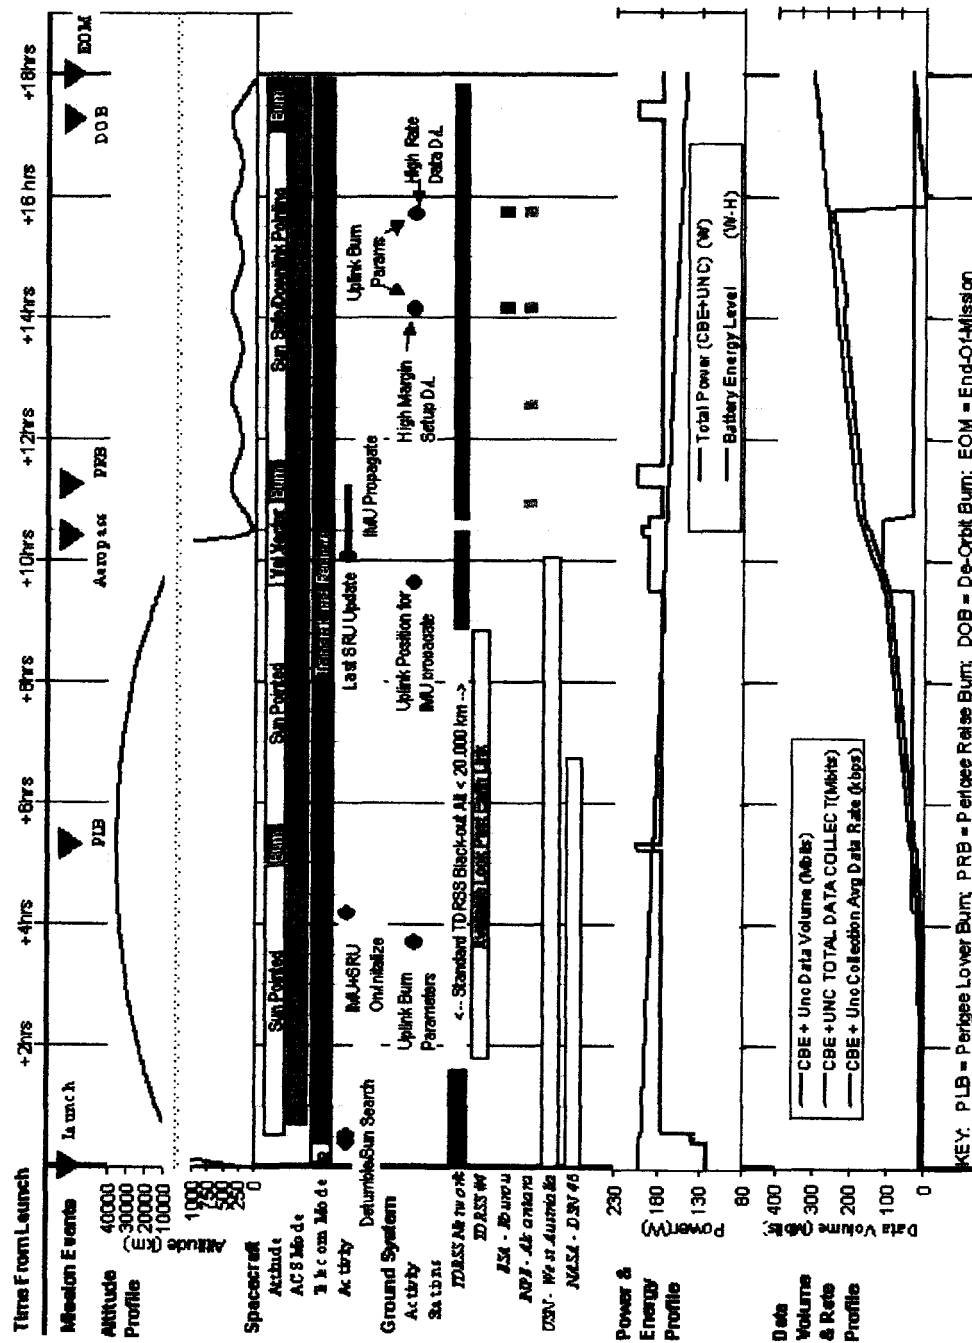 Time From Launch
+2hrs
+4hrs
+6hrs
+8hrs
+10hrs
+12hrs
+14hrs
+16hrs
+18hrs
Mission Events
Launch
PLB
Aeropass
PRB
DOB
EOM
Altitude
Profile
Altitude
(km)
40000
30000
20000
10000
1000
750
500
250
0
Spacecraft
Attitude
Sun Pointed
Sun Pointed
Burn
Sun Safe/Downlink Pointing
Burn
ACS Mode
Telecom Mode
Activity
Detumble/Sun Search
IMU+SRU
Last SRU Update
IMU Propagate
Ground System
Activity
Uplink Burn
Parameters
Uplink Position for
IMU propagate
High Margin
Setup D/L
Uplink Burn
Params
High Rate
Data D/L
Stations
TDRSS Network
<-- Standard TDRSS Black-out Alt < 20,000 km -->
TDRSS
ESA - Kourou
Australia
NASA - DSN 46
Power &
Energy
Profile
Power(W)
230
180
130
80
Total Power (CBE+UNC) (W)
Battery Energy Level (W-H)
Data
Volume
& Rate
Profile
Data Volume (Mbits)
400
300
200
100
0
CBE + Unc Data Volume (Mbits)
CBE +UNC TOTAL DATA COLLECT(Mbits)
CBE + Unc Collection Avg Data Rate (kbps)
KEY: PLB = Perigee Lower Burn; PRB = Perigee Raise Burn; DOB = De-Orbit Burn; EOM = End-Of-Mission